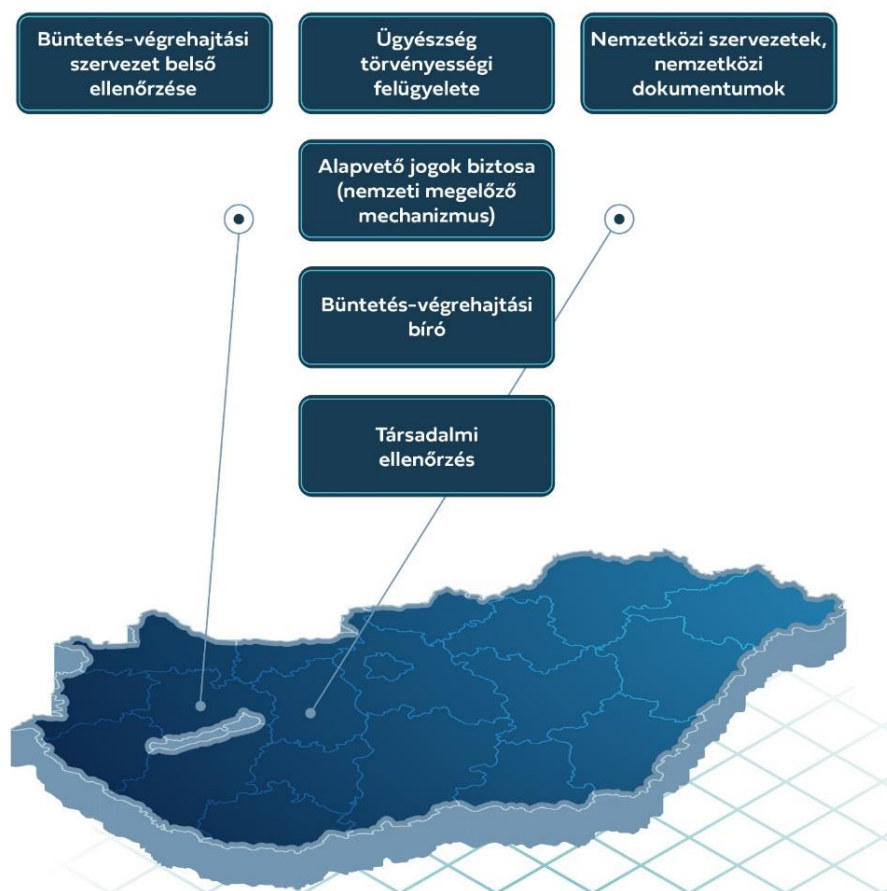 Büntetés-végrehajtási
szervezet belső
ellenőrzése
Ügyészség
törvényességi
felügyelete
Nemzetközi szervezetek,
nemzetközi
dokumentumok
Alapvető jogok biztosa
(nemzeti megelőző
mechanizmus)
Büntetés-végrehajtási
bíró
Társadalmi
ellenőrzés